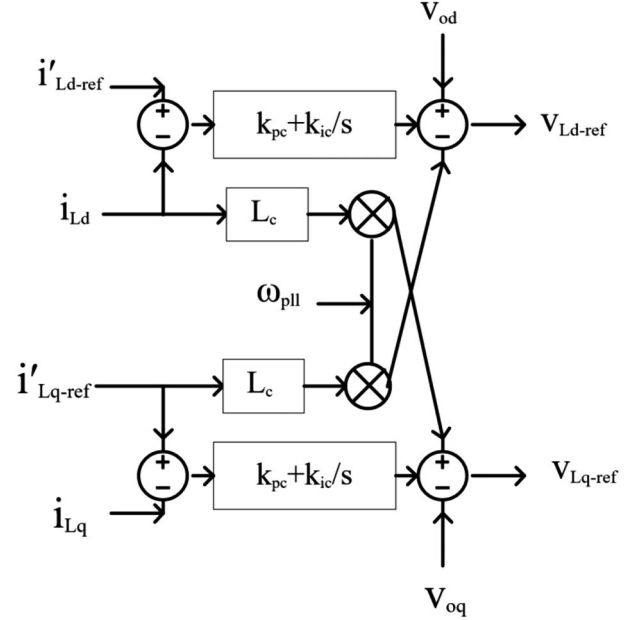 v_od
i′_Ld-ref
+
−
k_pc+k_ic/s
+
−
v_Ld-ref
i_Ld
L_c
ω_pll
i′_Lq-ref
L_c
+
−
k_pc+k_ic/s
+
−
v_Lq-ref
i_Lq
v_oq